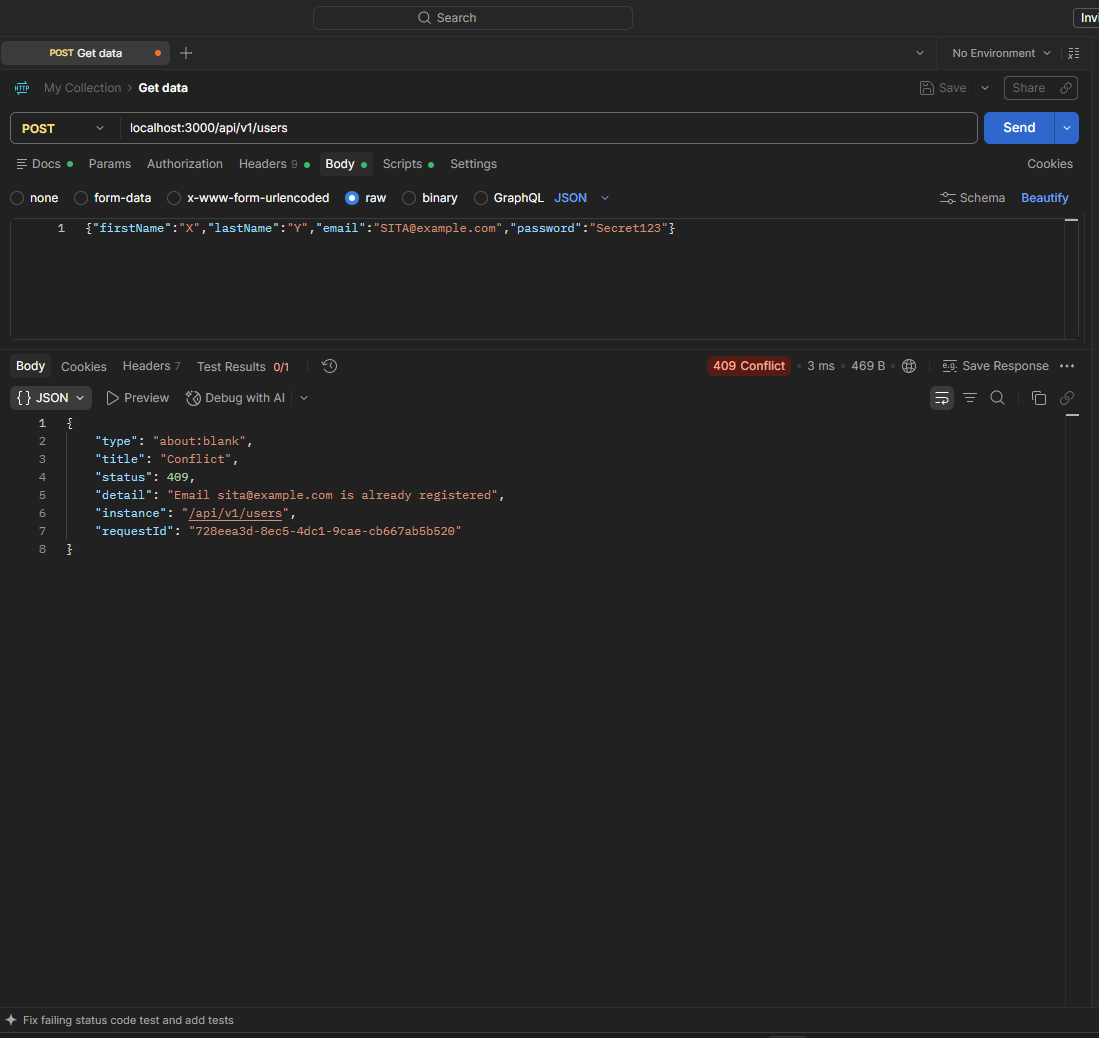 Search
Invi
POST Get data
No Environment
HTTP My Collection > Get data
Save
Share
POST
localhost:3000/api/v1/users
Send
Docs Params Authorization Headers 9 Body Scripts Settings
Cookies
none form-data x-www-form-urlencoded raw binary GraphQL JSON
Schema Beautify
1 {"firstName":"X","lastName":"Y","email":"SITA@example.com","password":"Secret123"}
Body Cookies Headers 7 Test Results 0/1
409 Conflict • 3 ms • 469 B • e.g. Save Response
{} JSON Preview Debug with AI
1 {
2 "type": "about:blank",
3 "title": "Conflict",
4 "status": 409,
5 "detail": "Email sita@example.com is already registered",
6 "instance": "/api/v1/users",
7 "requestId": "728eea3d-8ec5-4dc1-9cae-cb667ab5b520"
8 }
Fix failing status code test and add tests